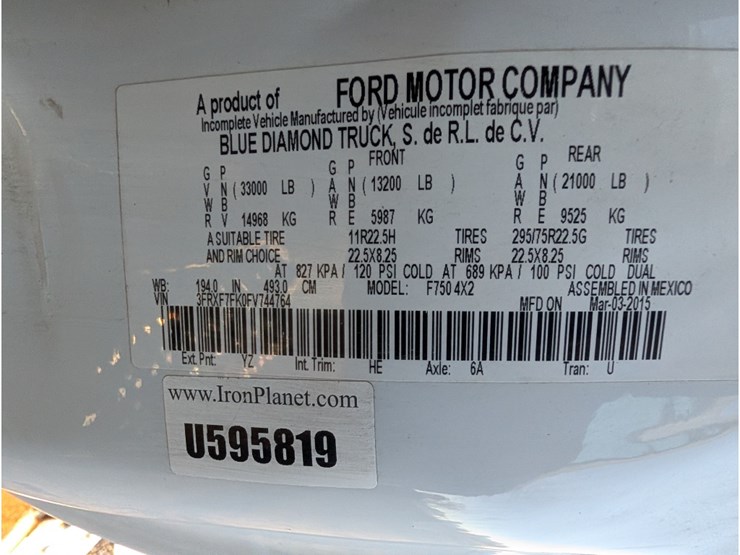 A product of FORD MOTOR COMPANY
Incomplete Vehicle Manufactured by (Vehicule incomplet fabrique par)
BLUE DIAMOND TRUCK, S. de R.L. de C.V.
FRONT REAR
G P G P G P
V N ( 33000 LB ) A N ( 13200 LB ) A N ( 21000 LB )
W B W B W B
R V 14968 KG R E 5987 KG R E 9525 KG
A SUITABLE TIRE 11R22.5H TIRES 295/75R22.5G TIRES
AND RIM CHOICE 22.5X8.25 RIMS 22.5X8.25 RIMS
AT 827 KPA / 120 PSI COLD AT 689 KPA / 100 PSI COLD DUAL
WB: 194.0 IN 493.0 CM MODEL: F750 4X2 ASSEMBLED IN MEXICO
VIN 3FRXF7FK0FV744764 MFD ON Mar-03-2015
Ext. Pnt: YZ Int. Trim: HE Axle: 6A Tran: U
www.IronPlanet.com
U595819